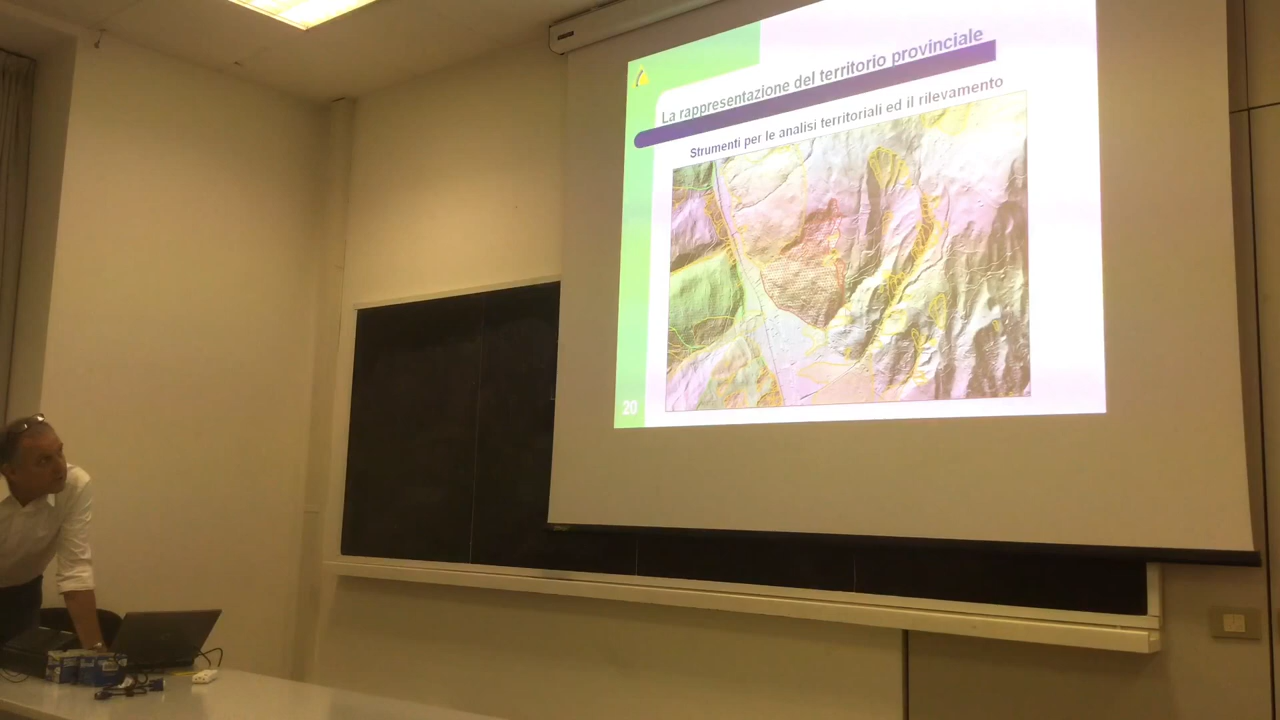 La rappresentazione del territorio provinciale
Strumenti per le analisi territoriali ed il rilevamento
20